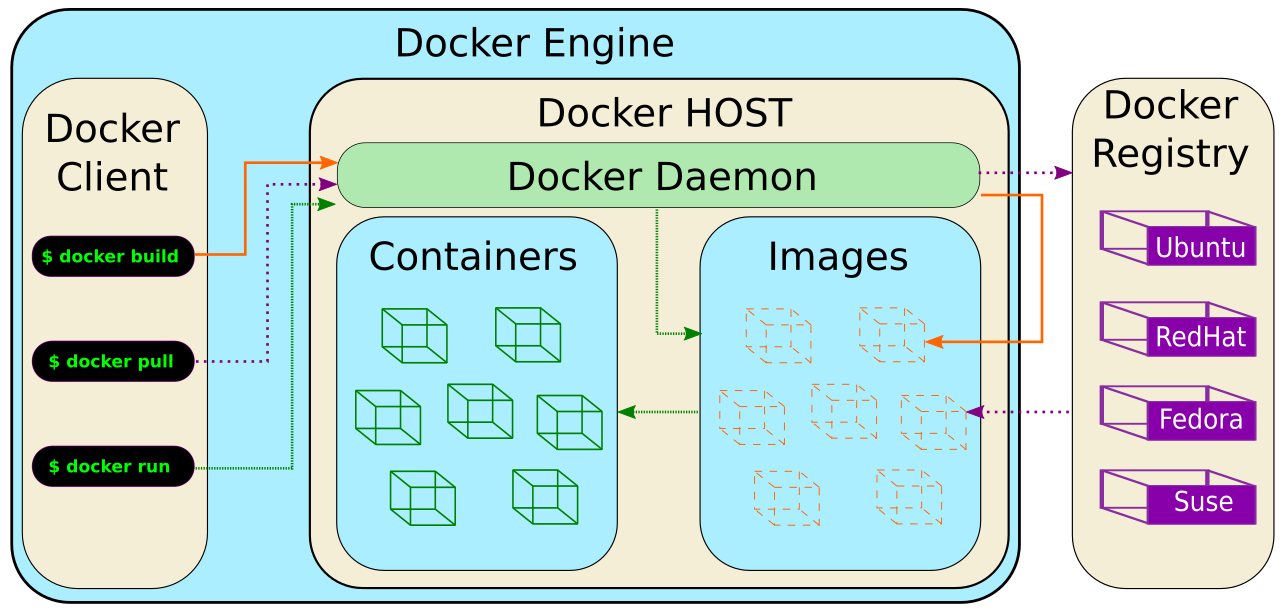 Docker Engine
Docker
Client
$ docker build
$ docker pull
$ docker run
Docker HOST
Docker Daemon
Containers
Images
Docker
Registry
Ubuntu
RedHat
Fedora
Suse